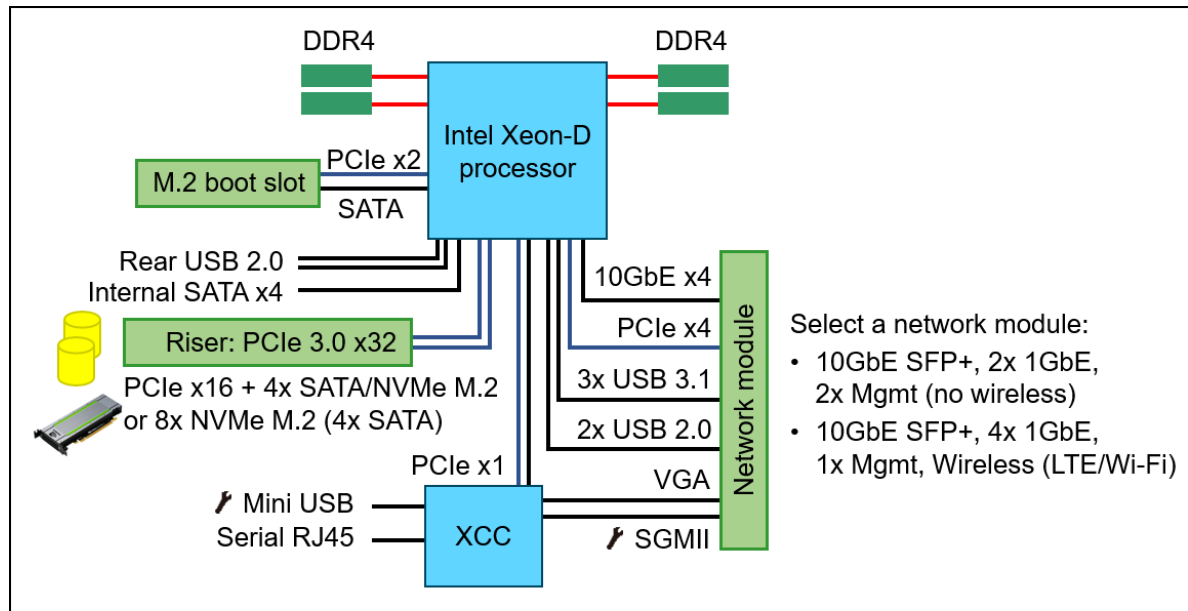 DDR4
DDR4
Intel Xeon-D
processor
PCIe x2
M.2 boot slot
SATA
Rear USB 2.0
Internal SATA x4
Riser: PCIe 3.0 x32
PCIe x16 + 4x SATA/NVMe M.2
or 8x NVMe M.2 (4x SATA)
10GbE x4
PCIe x4
3x USB 3.1
2x USB 2.0
VGA
SGMII
Network module
PCIe x1
Mini USB
Serial RJ45
XCC
Select a network module:
• 10GbE SFP+, 2x 1GbE,
2x Mgmt (no wireless)
• 10GbE SFP+, 4x 1GbE,
1x Mgmt, Wireless (LTE/Wi-Fi)